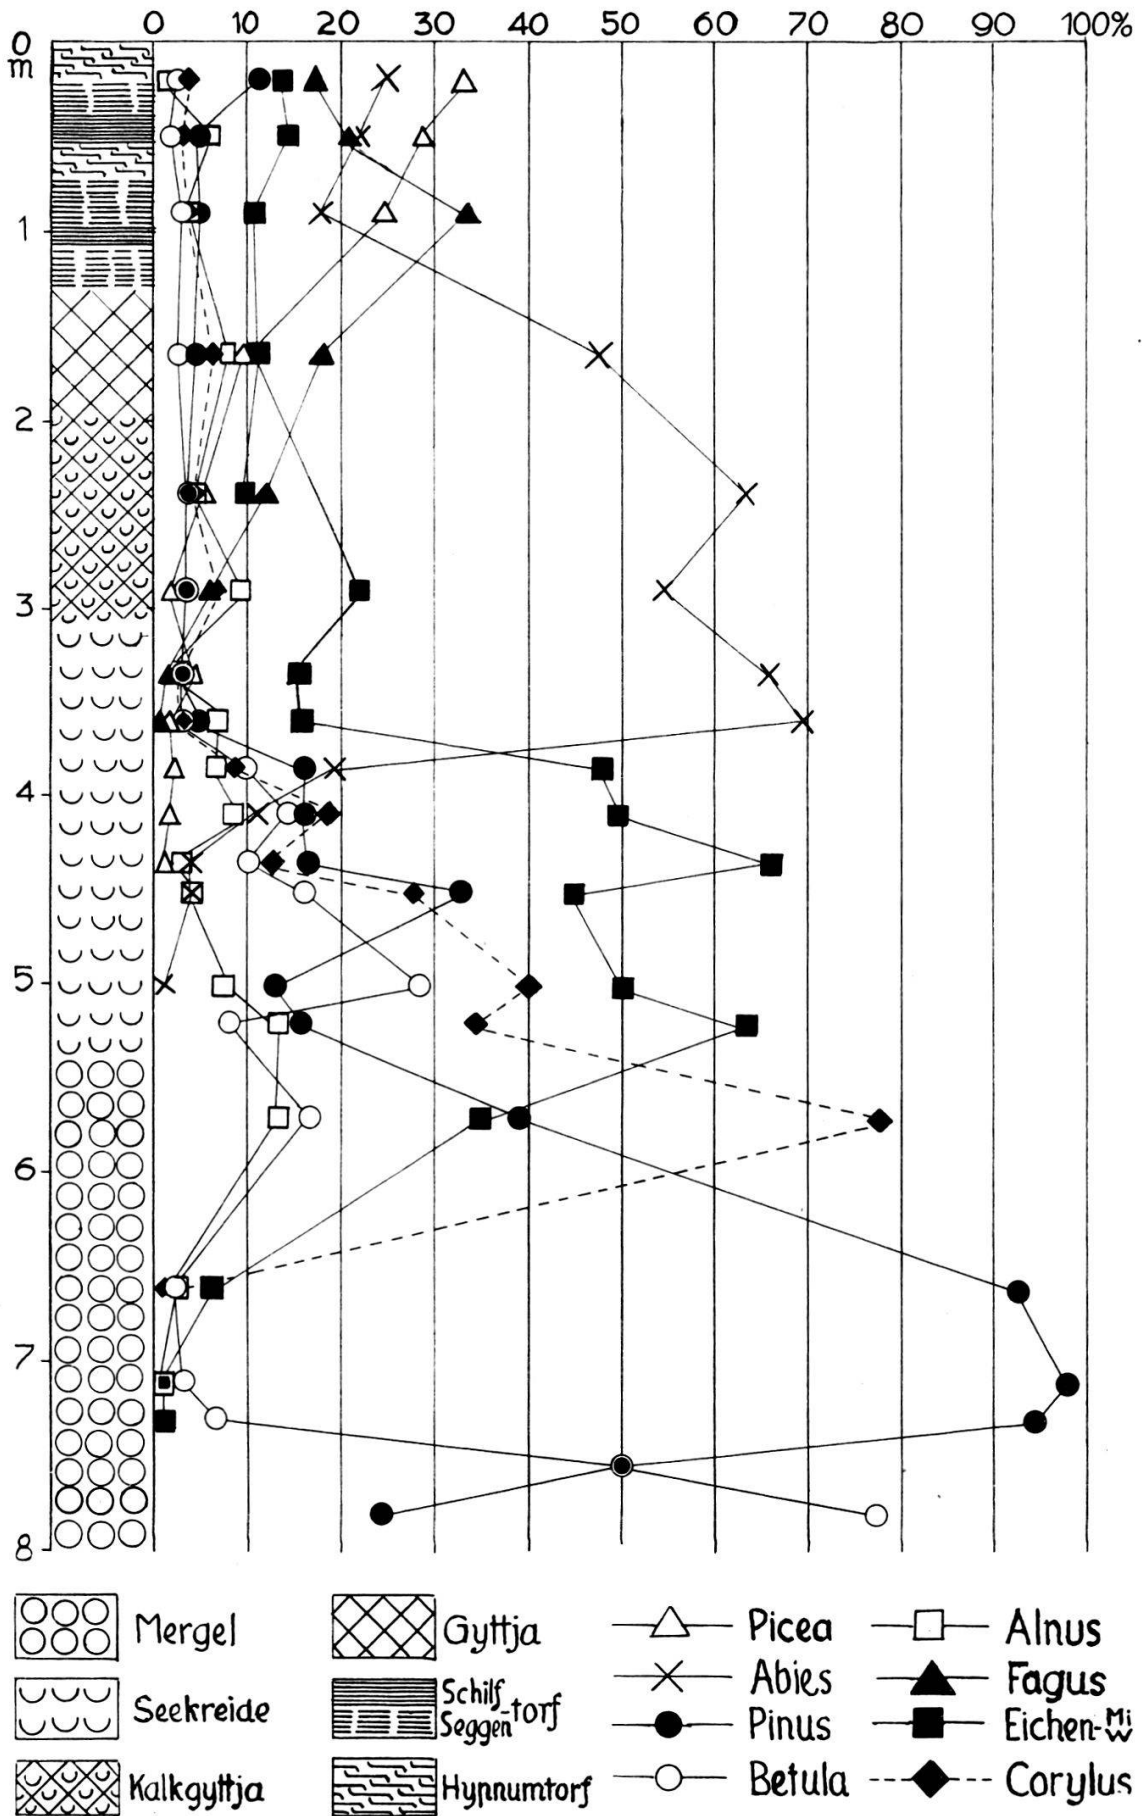 0 10 20 30 40 50 60 70 80 90 100%
0
m
1
2
3
4
5
6
7
8
Mergel
Gyttja
Picea
Alnus
Seekreide
Schilf
Seggen-torf
Abies
Fagus
Pinus
Eichen-Mi
W
Kalkgyttja
Hypnumtorf
Betula
Corylus